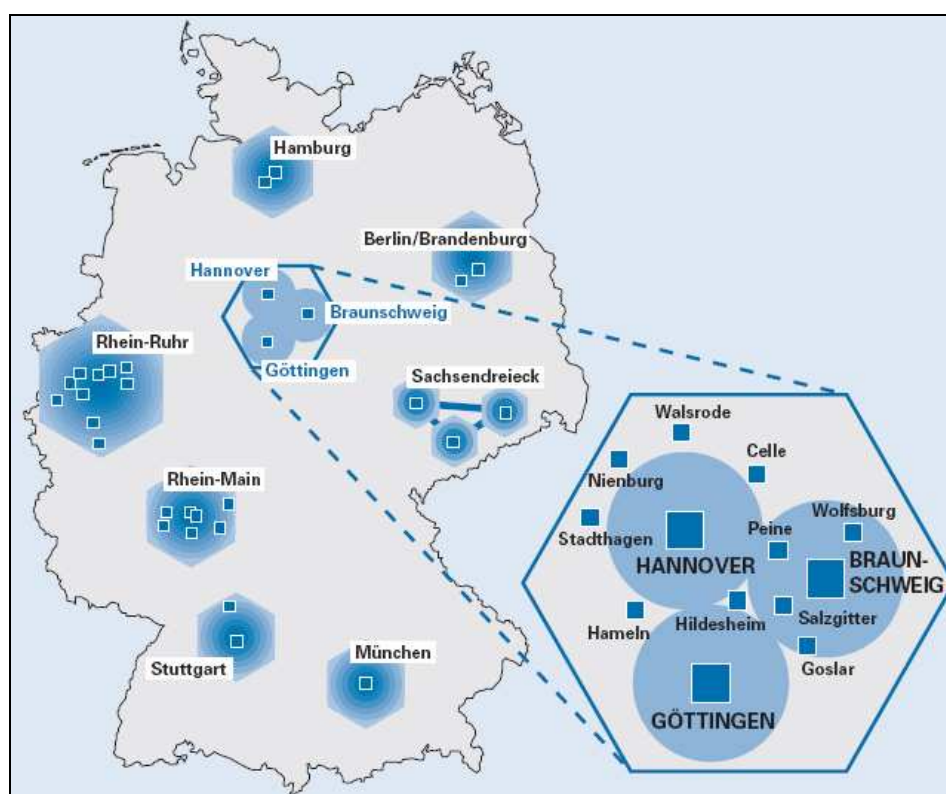 Hamburg
Berlin/Brandenburg
Hannover
Braunschweig
Rhein-Ruhr
Göttingen
Sachsendreieck
Walsrode
Celle
Rhein-Main
Nienburg
Peine
Wolfsburg
Stadthagen
HANNOVER
BRAUN-
SCHWEIG
Hameln
Hildesheim
Salzgitter
Stuttgart
München
Goslar
GÖTTINGEN